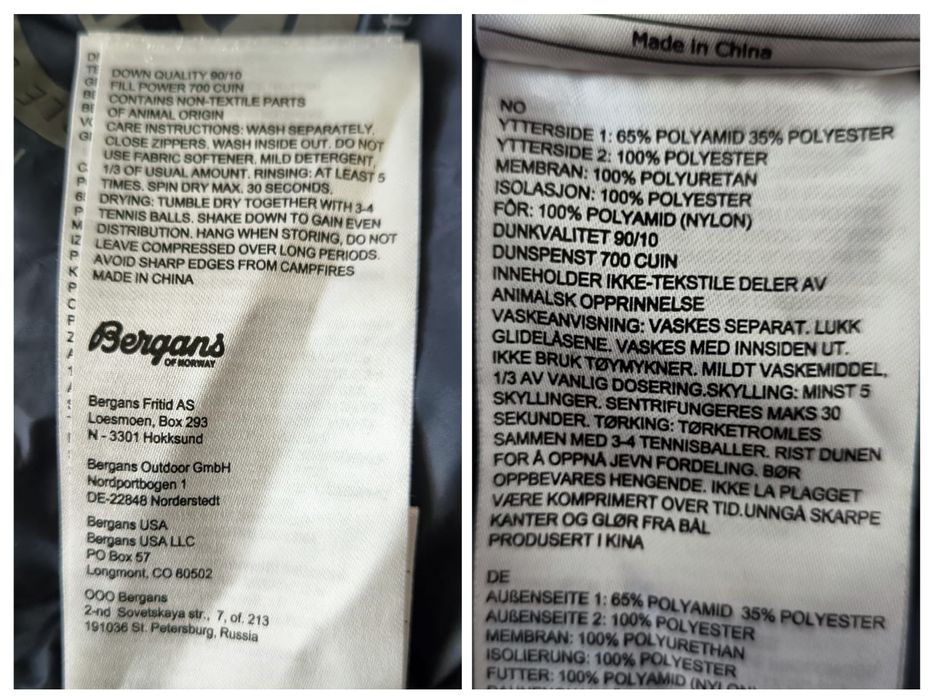 DOWN QUALITY 90/10
FILL POWER 700 CUIN
CONTAINS NON-TEXTILE PARTS
OF ANIMAL ORIGIN
CARE INSTRUCTIONS: WASH SEPARATELY,
CLOSE ZIPPERS. WASH INSIDE OUT. DO NOT
USE FABRIC SOFTENER. MILD DETERGENT,
1/3 OF USUAL AMOUNT. RINSING: AT LEAST 5
TIMES. SPIN DRY MAX. 30 SECONDS,
DRYING: TUMBLE DRY TOGETHER WITH 3-4
TENNIS BALLS. SHAKE DOWN TO GAIN EVEN
DISTRIBUTION. HANG WHEN STORING, DO NOT
LEAVE COMPRESSED OVER LONG PERIODS.
AVOID SHARP EDGES FROM CAMPFIRES
MADE IN CHINA
Bergans
OF NORWAY
Bergans Fritid AS
Loesmoen, Box 293
N - 3301 Hokksund
Bergans Outdoor GmbH
Nordportbogen 1
DE-22848 Norderstedt
Bergans USA
Bergans USA LLC
PO Box 57
Longmont, CO 80502
OOO Bergans
2-nd Sovetskaya str., 7, of. 213
191036 St. Petersburg, Russia
Made in China
NO
YTTERSIDE 1: 65% POLYAMID 35% POLYESTER
YTTERSIDE 2: 100% POLYESTER
MEMBRAN: 100% POLYURETAN
ISOLASJON: 100% POLYESTER
FÔR: 100% POLYAMID (NYLON)
DUNKVALITET 90/10
DUNSPENST 700 CUIN
INNEHOLDER IKKE-TEKSTILE DELER AV
ANIMALSK OPPRINNELSE
VASKEANVISNING: VASKES SEPARAT. LUKK
GLIDELÅSENE. VASKES MED INNSIDEN UT.
IKKE BRUK TØYMYKNER. MILDT VASKEMIDDEL,
1/3 AV VANLIG DOSERING.SKYLLING: MINST 5
SKYLLINGER. SENTRIFUNGERES MAKS 30
SEKUNDER. TØRKING: TØRKETROMLES
SAMMEN MED 3-4 TENNISBALLER. RIST DUNEN
FOR Å OPPNÅ JEVN FORDELING. BØR
OPPBEVARES HENGENDE. IKKE LA PLAGGET
VÆRE KOMPRIMERT OVER TID.UNNGÅ SKARPE
KANTER OG GLØR FRA BÅL
PRODUSERT I KINA
DE
AUßENSEITE 1: 65% POLYAMID 35% POLYESTER
AUßENSEITE 2: 100% POLYESTER
MEMBRAN: 100% POLYURETHAN
ISOLIERUNG: 100% POLYESTER
FUTTER: 100% POLYAMID